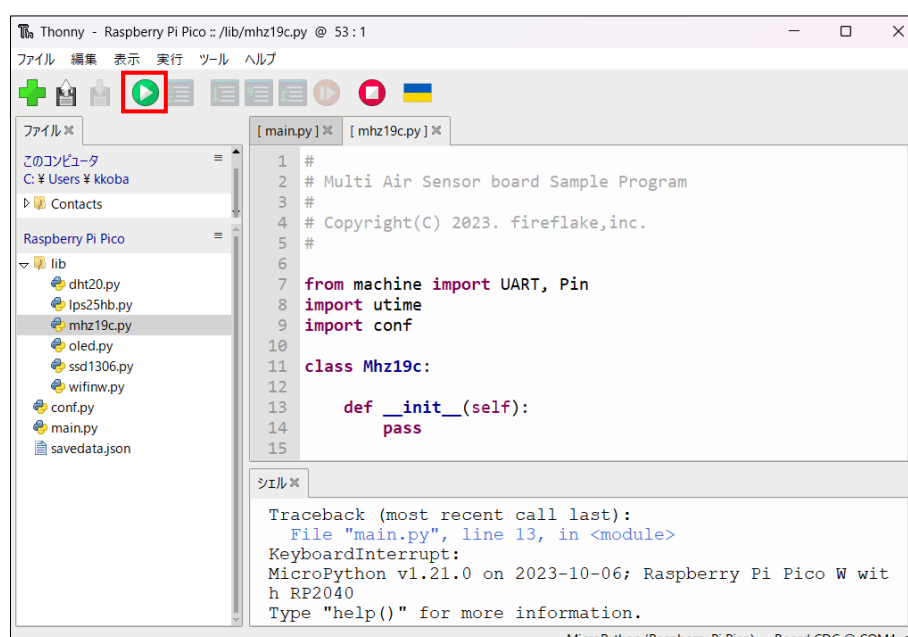 Thonny - Raspberry Pi Pico :: /lib/mhz19c.py @ 53 : 1
ファイル 編集 表示 実行 ツール ヘルプ
ファイル
このコンピュータ
C: ¥ Users ¥ kkoba
Contacts
Raspberry Pi Pico
lib
dht20.py
lps25hb.py
mhz19c.py
oled.py
ssd1306.py
wifinw.py
conf.py
main.py
savedata.json
[ main.py ] [ mhz19c.py ]
1 #
2 # Multi Air Sensor board Sample Program
3 #
4 # Copyright(C) 2023. fireflake,inc.
5 #
6
7 from machine import UART, Pin
8 import utime
9 import conf
10
11 class Mhz19c:
12
13 def __init__(self):
14 pass
15
シェル
Traceback (most recent call last):
File "main.py", line 13, in <module>
KeyboardInterrupt:
MicroPython v1.21.0 on 2023-10-06; Raspberry Pi Pico W wit
h RP2040
Type "help()" for more information.